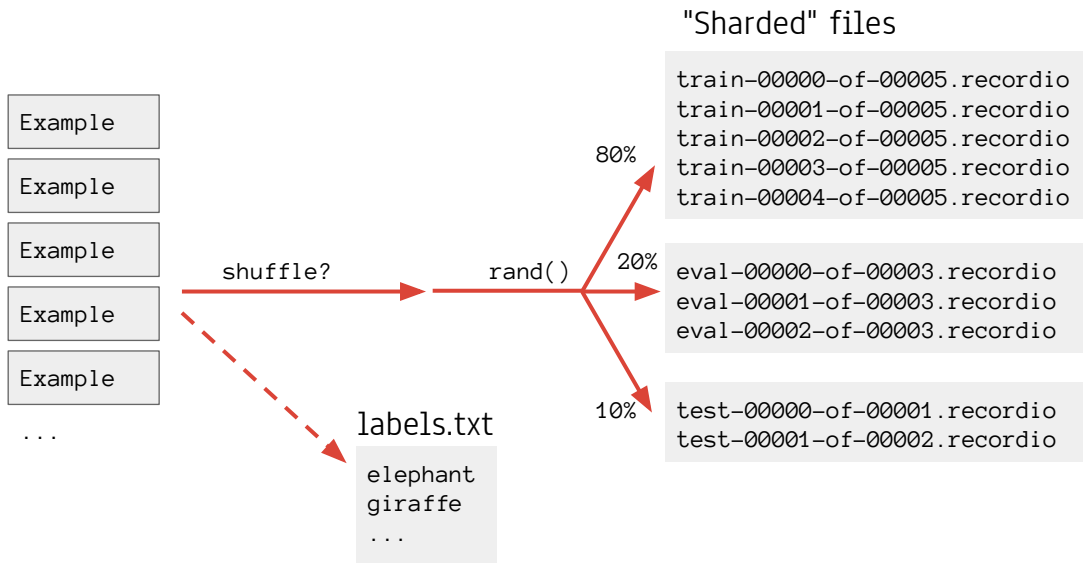 "Sharded" files
Example
Example
Example
Example
Example
...
shuffle?
rand()
80%
20%
10%
train-00000-of-00005.recordio
train-00001-of-00005.recordio
train-00002-of-00005.recordio
train-00003-of-00005.recordio
train-00004-of-00005.recordio
eval-00000-of-00003.recordio
eval-00001-of-00003.recordio
eval-00002-of-00003.recordio
test-00000-of-00001.recordio
test-00001-of-00002.recordio
labels.txt
elephant
giraffe
...